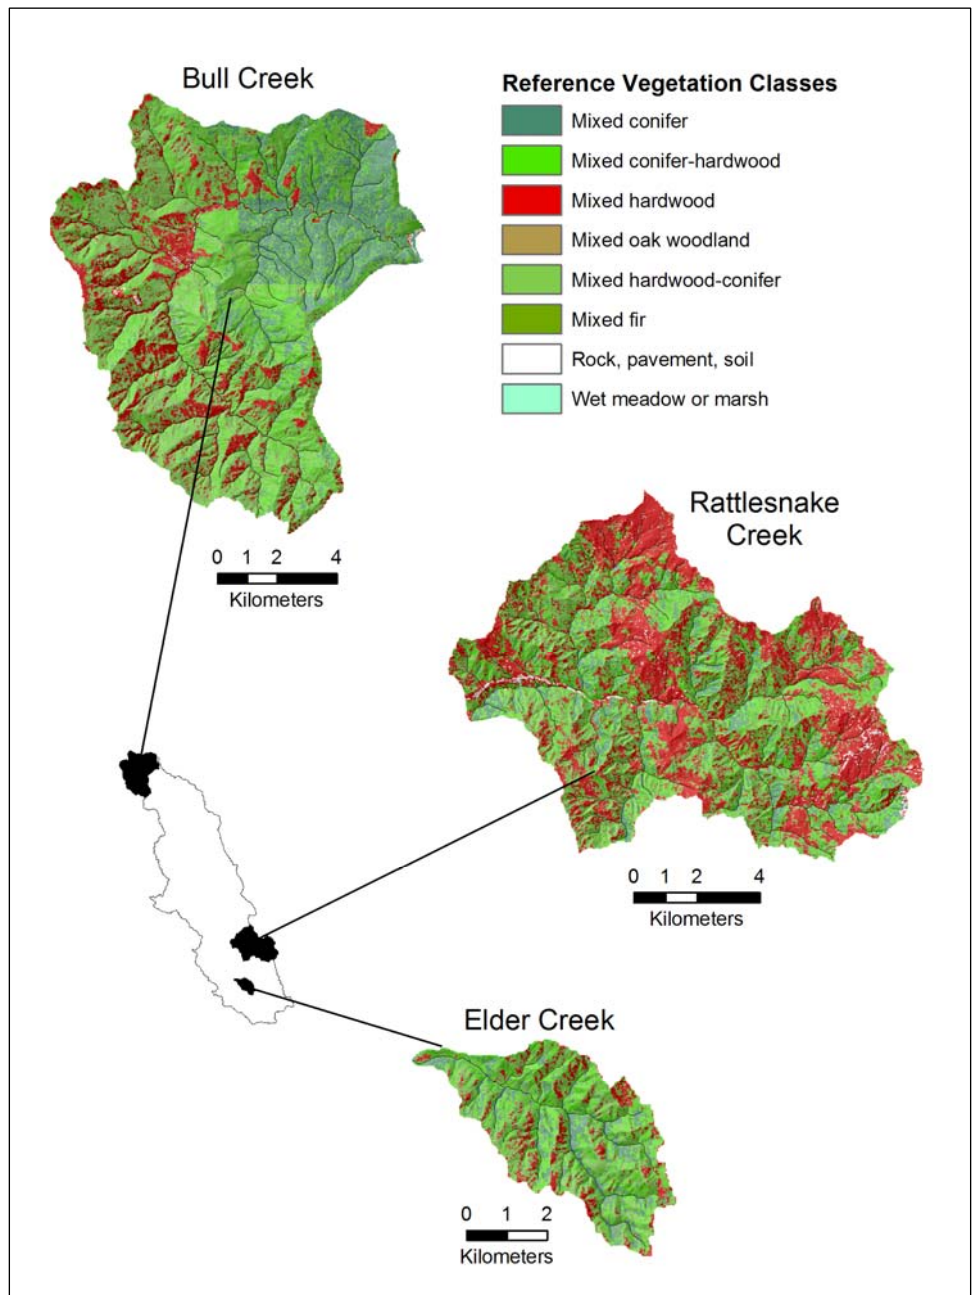 Bull Creek
Reference Vegetation Classes
Mixed conifer
Mixed conifer-hardwood
Mixed hardwood
Mixed oak woodland
Mixed hardwood-conifer
Mixed fir
Rock, pavement, soil
Wet meadow or marsh
0 1 2 4
Kilometers
Rattlesnake
Creek
0 1 2 4
Kilometers
Elder Creek
0 1 2
Kilometers